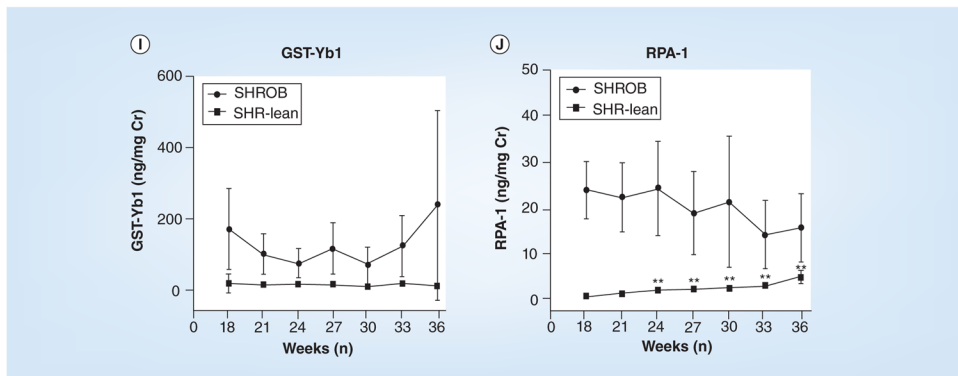 I
GST-Yb1
600
400
200
0
GST-Yb1 (ng/mg Cr)
SHROB
SHR-lean
0 18 21 24 27 30 33 36
Weeks (n)
J
RPA-1
50
40
30
20
10
0
RPA-1 (ng/mg Cr)
SHROB
SHR-lean
** ** ** ** **
0 18 21 24 27 30 33 36
Weeks (n)